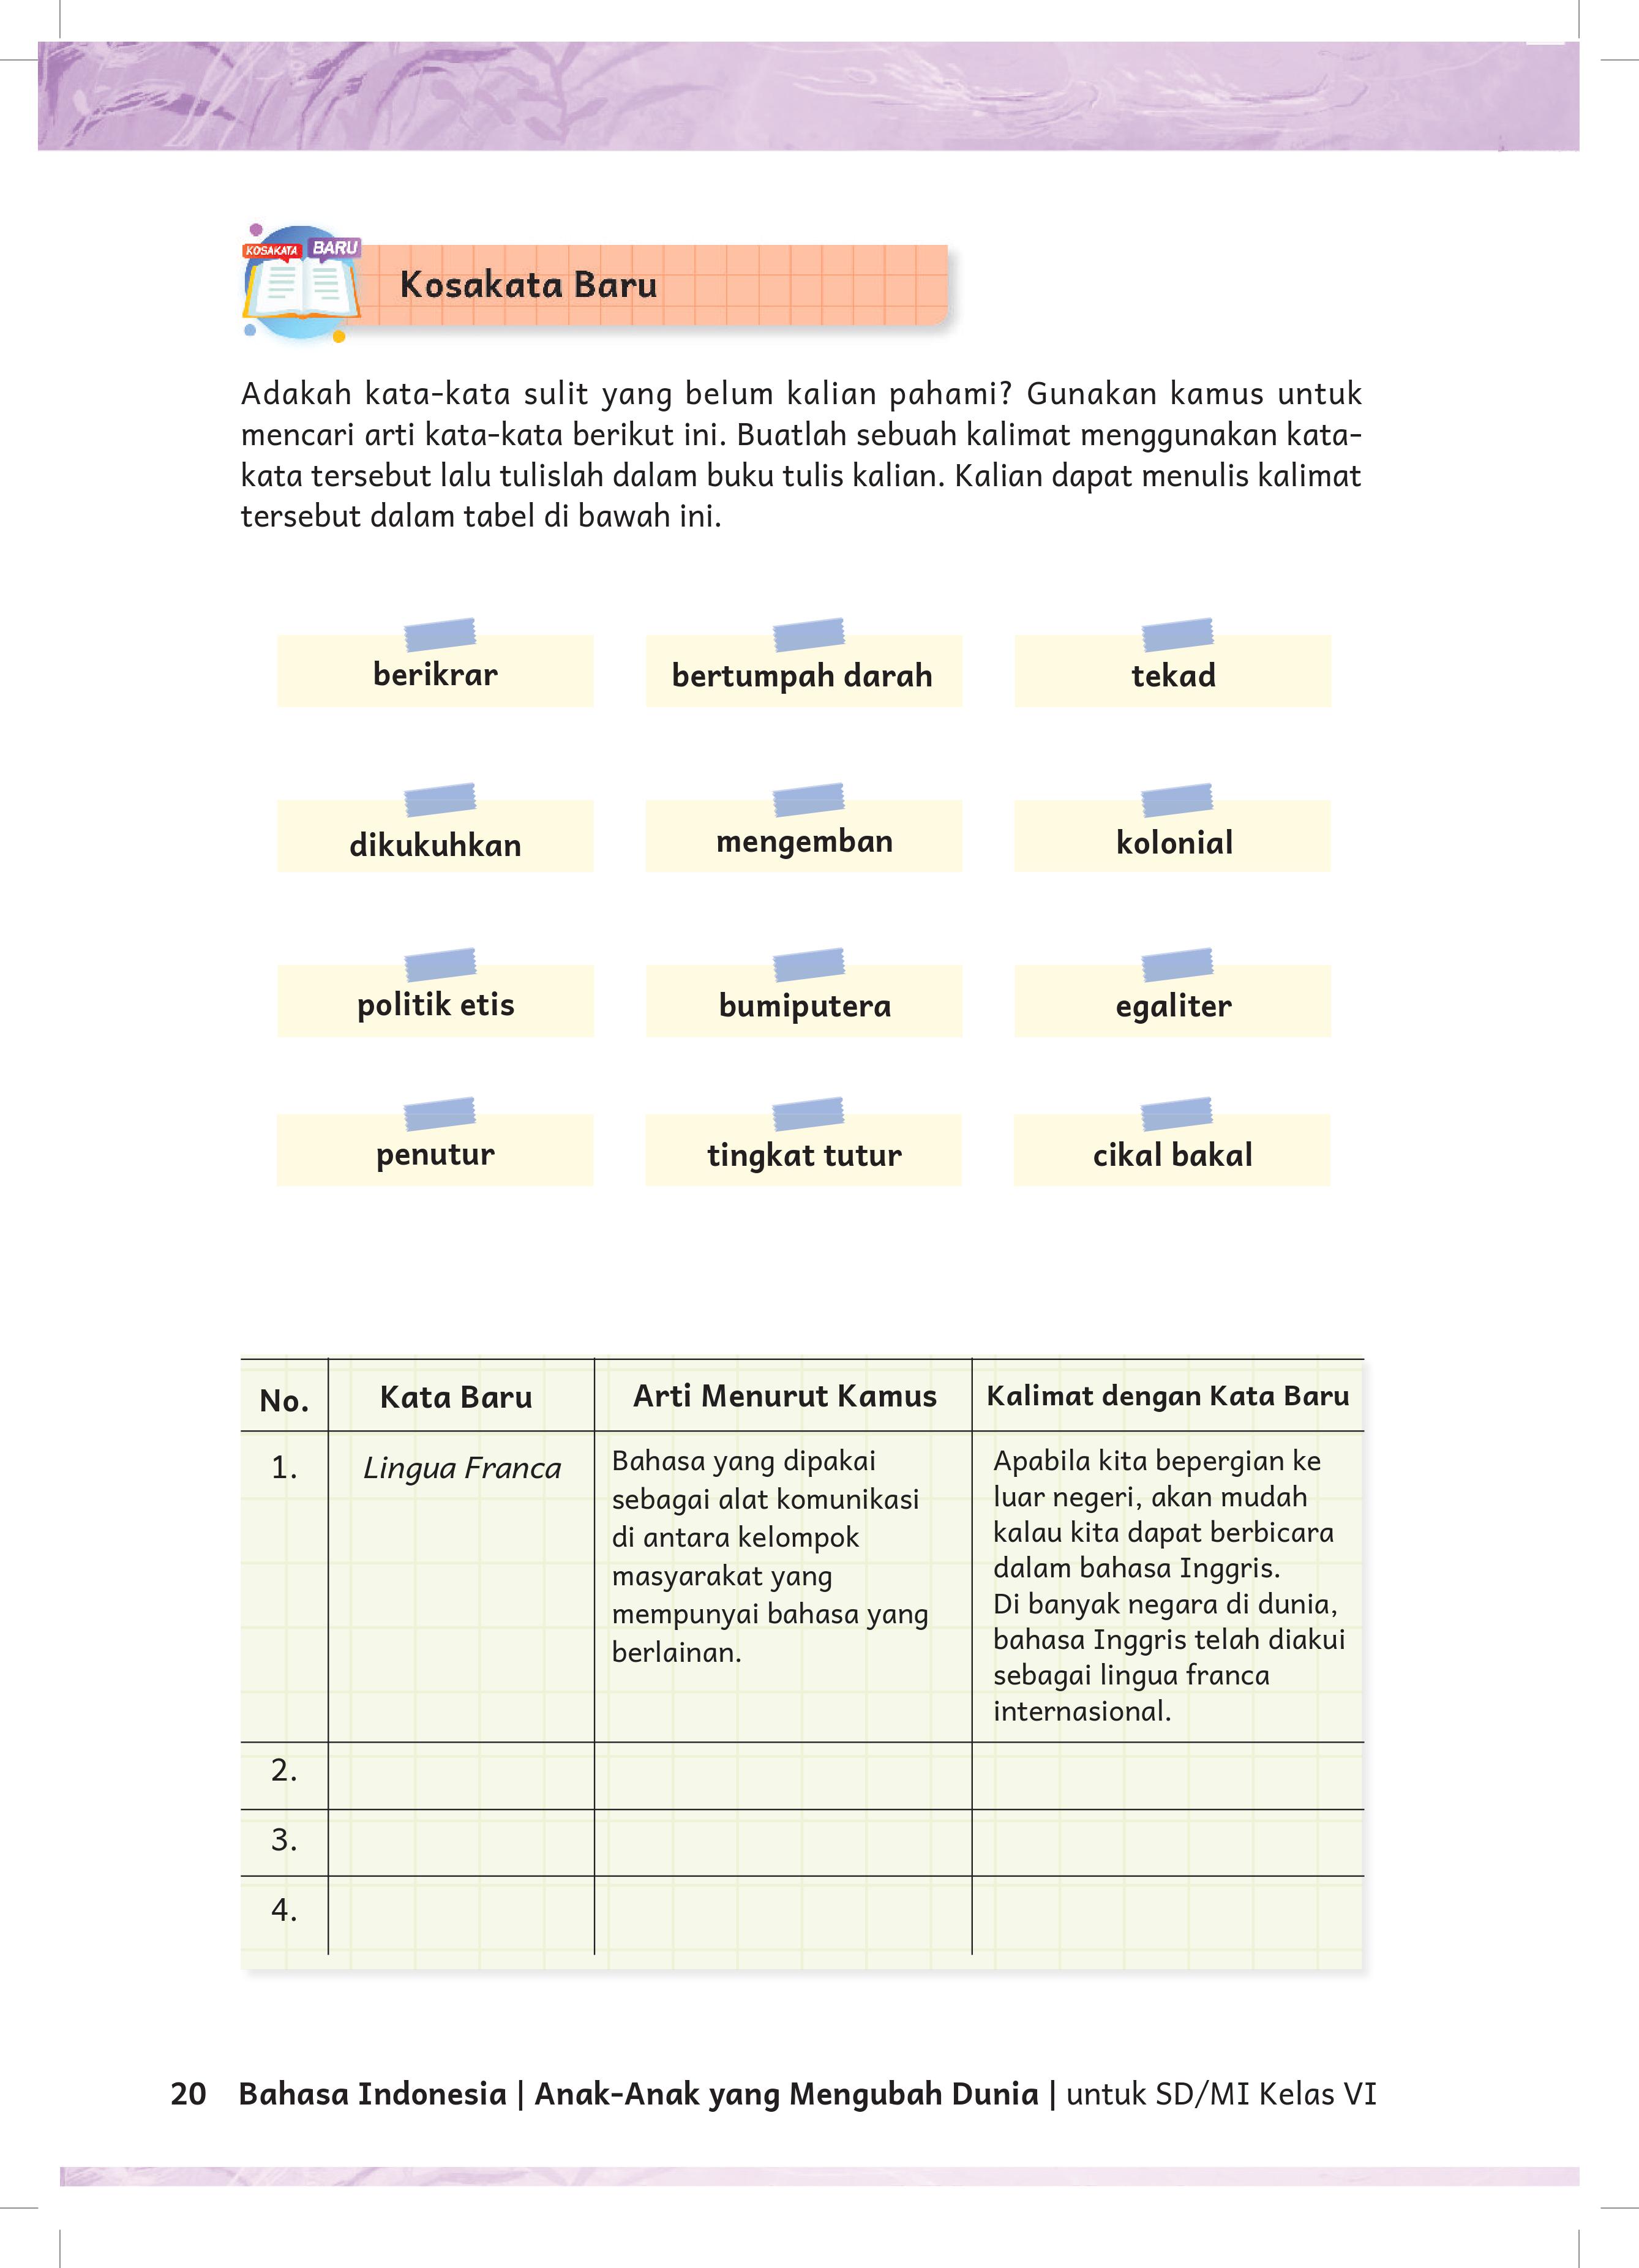 KOSAKATA BARU
Kosakata Baru
Adakah kata-kata sulit yang belum kalian pahami? Gunakan kamus untuk
mencari arti kata-kata berikut ini. Buatlah sebuah kalimat menggunakan kata-
kata tersebut lalu tulislah dalam buku tulis kalian. Kalian dapat menulis kalimat
tersebut dalam tabel di bawah ini.
berikrar
bertumpah darah
tekad
dikukuhkan
mengemban
kolonial
politik etis
bumiputera
egaliter
penutur
tingkat tutur
cikal bakal
No.
Kata Baru
Arti Menurut Kamus
Kalimat dengan Kata Baru
1.
Lingua Franca
Bahasa yang dipakai
sebagai alat komunikasi
di antara kelompok
masyarakat yang
mempunyai bahasa yang
berlainan.
Apabila kita bepergian ke
luar negeri, akan mudah
kalau kita dapat berbicara
dalam bahasa Inggris.
Di banyak negara di dunia,
bahasa Inggris telah diakui
sebagai lingua franca
internasional.
2.
3.
4.
20 Bahasa Indonesia | Anak-Anak yang Mengubah Dunia | untuk SD/MI Kelas VI